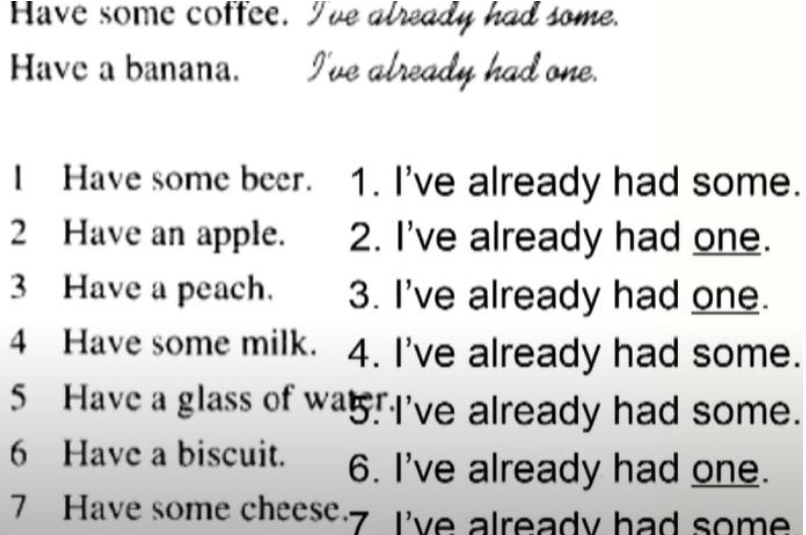 Have some coffee. I've already had some.
Have a banana. I've already had one.
1 Have some beer. 1. I've already had some.
2 Have an apple. 2. I've already had one.
3 Have a peach. 3. I've already had one.
4 Have some milk. 4. I've already had some.
5 Have a glass of water. 5. I've already had some.
6 Have a biscuit. 6. I've already had one.
7 Have some cheese. 7 I've already had some